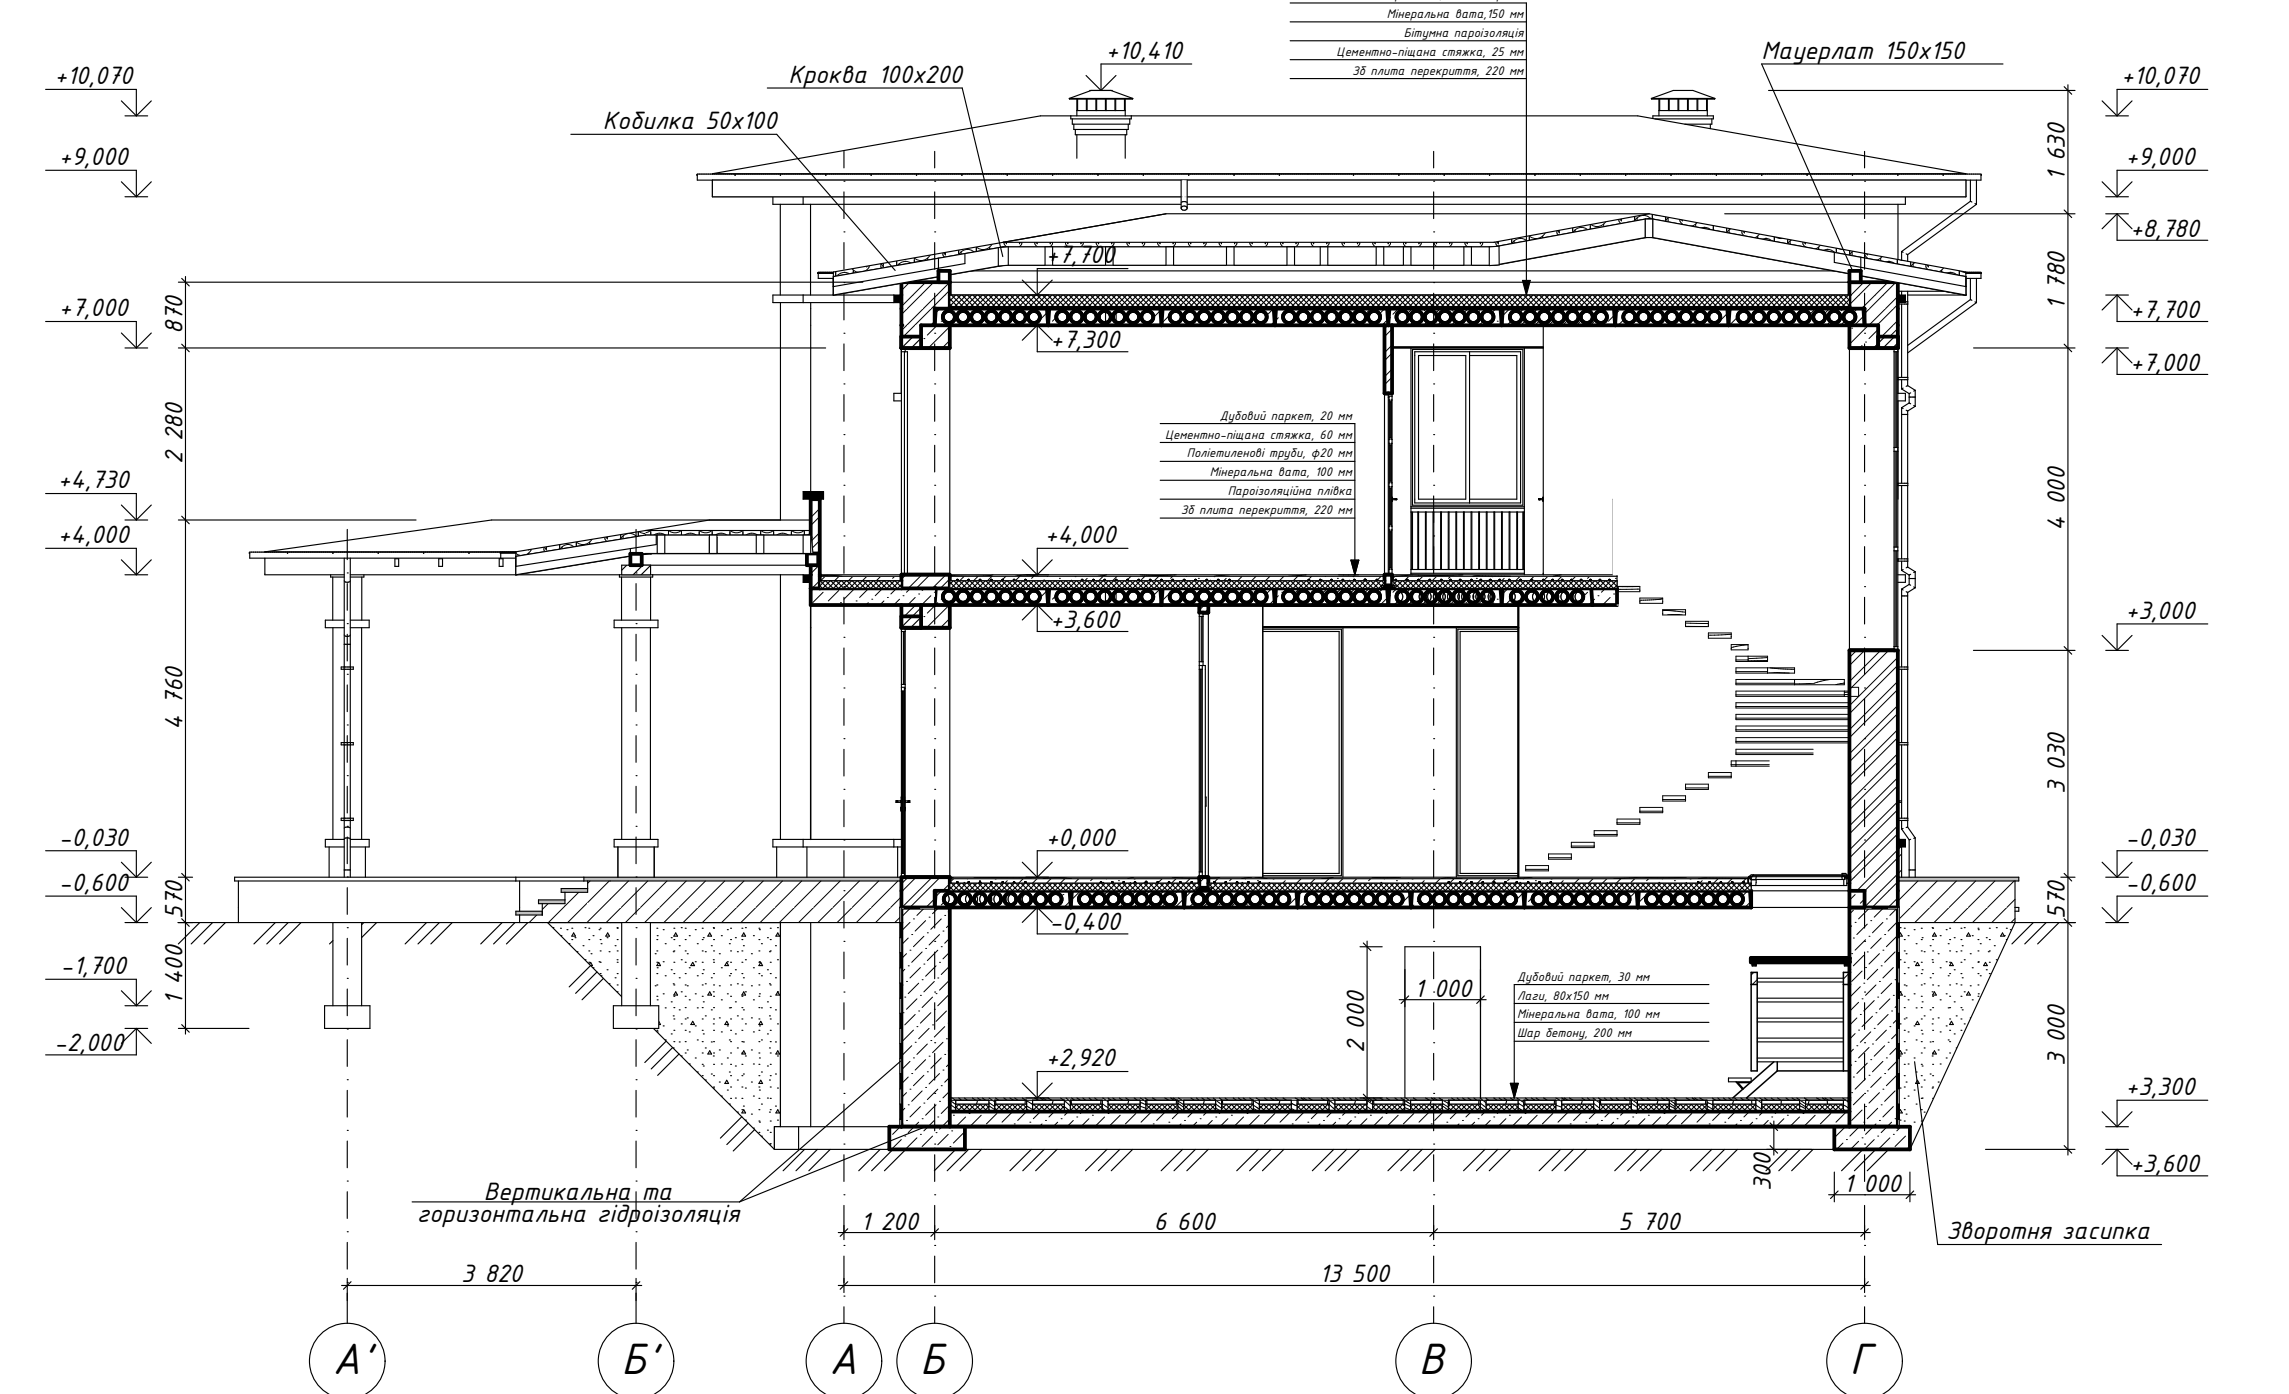 Мінеральна вата,150 мм
Бітумна пароізоляція
Цементно-піщана стяжка, 25 мм
Зб плита перекриття, 220 мм
+10,410
Мауерлат 150х150
Кроква 100х200
Кобилка 50х100
+10,070
+9,000
+7,000
+4,730
+4,000
-0,030
-0,600
-1,700
-2,000
870
2 280
4 760
570
1 400
+7,700
+7,300
Дубовий паркет, 20 мм
Цементно-піщана стяжка, 60 мм
Поліетиленові труби, ф20 мм
Мінеральна вата, 100 мм
Пароізоляційна плівка
Зб плита перекриття, 220 мм
+4,000
+3,600
+0,000
-0,400
2 000
1 000
Дубовий паркет, 30 мм
Лаги, 80х150 мм
Мінеральна вата, 100 мм
Шар бетону, 200 мм
+2,920
1 630
1 780
4 000
3 030
570
3 000
+10,070
+9,000
+8,780
+7,700
+7,000
+3,000
-0,030
-0,600
+3,300
+3,600
300
1 000
Вертикальна та
горизонтальна гідроізоляція
Зворотня засипка
1 200
6 600
5 700
3 820
13 500
А'
Б'
А
Б
В
Г